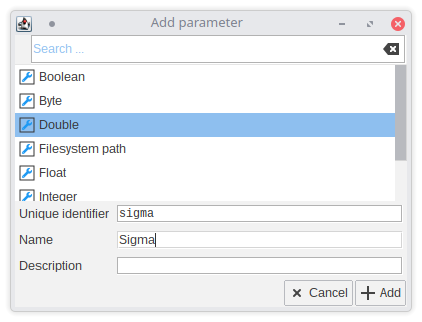 Add parameter
Search ...
Boolean
Byte
Double
Filesystem path
Float
Integer
Unique identifier sigma
Name Sigma
Description
Cancel Add